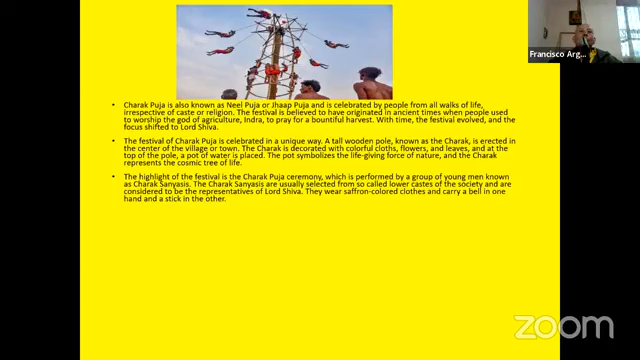 Francisco Arg...
• Charak Puja is also known as Neel Puja or Jhaap Puja and is celebrated by people from all walks of life,
irrespective of caste or religion. The festival is believed to have originated in ancient times when people used
to worship the god of agriculture, Indra, to pray for a bountiful harvest. With time, the festival evolved, and the
focus shifted to Lord Shiva.
• The festival of Charak Puja is celebrated in a unique way. A tall wooden pole, known as the Charak, is erected in
the center of the village or town. The Charak is decorated with colorful cloths, flowers, and leaves, and at the
top of the pole, a pot of water is placed. The pot symbolizes the life-giving force of nature, and the Charak
represents the cosmic tree of life.
• The highlight of the festival is the Charak Puja ceremony, which is performed by a group of young men known
as Charak Sanyasis. The Charak Sanyasis are usually selected from so called lower castes of the society and are
considered to be the representatives of Lord Shiva. They wear saffron-colored clothes and carry a bell in one
hand and a stick in the other.
zoom